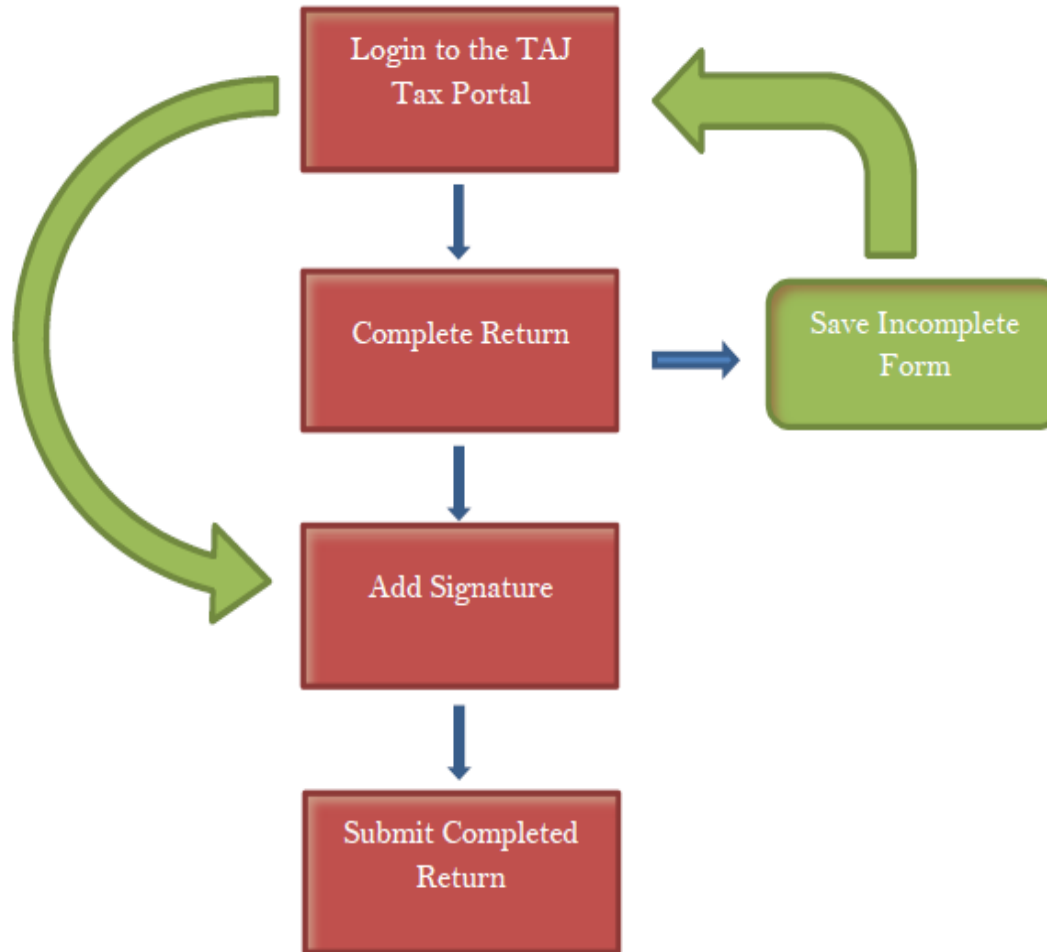 Login to the TAJ
Tax Portal
Complete Return
Save Incomplete
Form
Add Signature
Submit Completed
Return